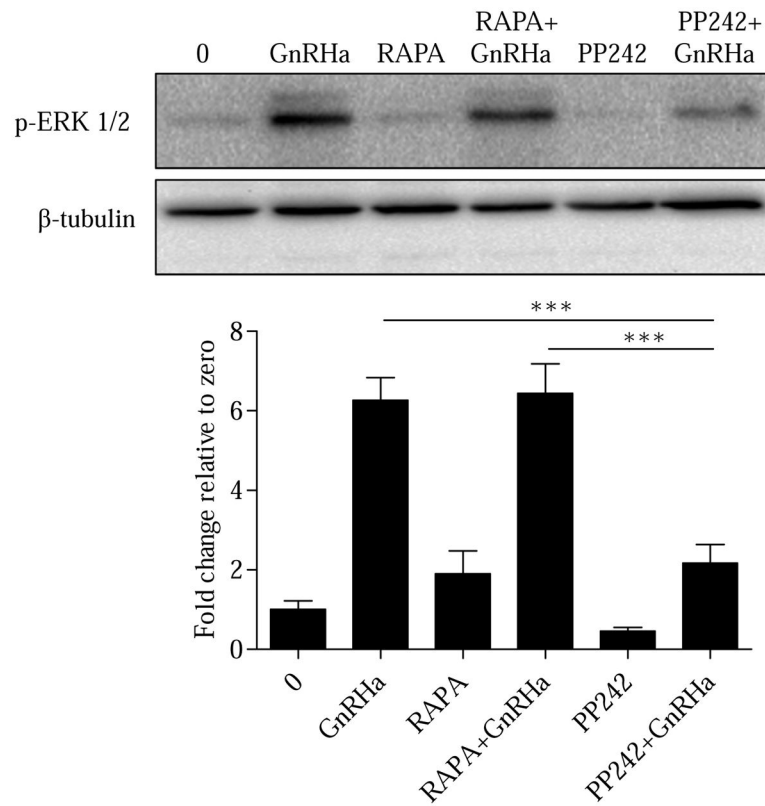 0 GnRHa RAPA RAPA+ GnRHa PP242 PP242+ GnRHa
p-ERK 1/2
β-tubulin
***
***
Fold change relative to zero
8
6
4
2
0
0 GnRHa RAPA RAPA+GnRHa PP242 PP242+GnRHa